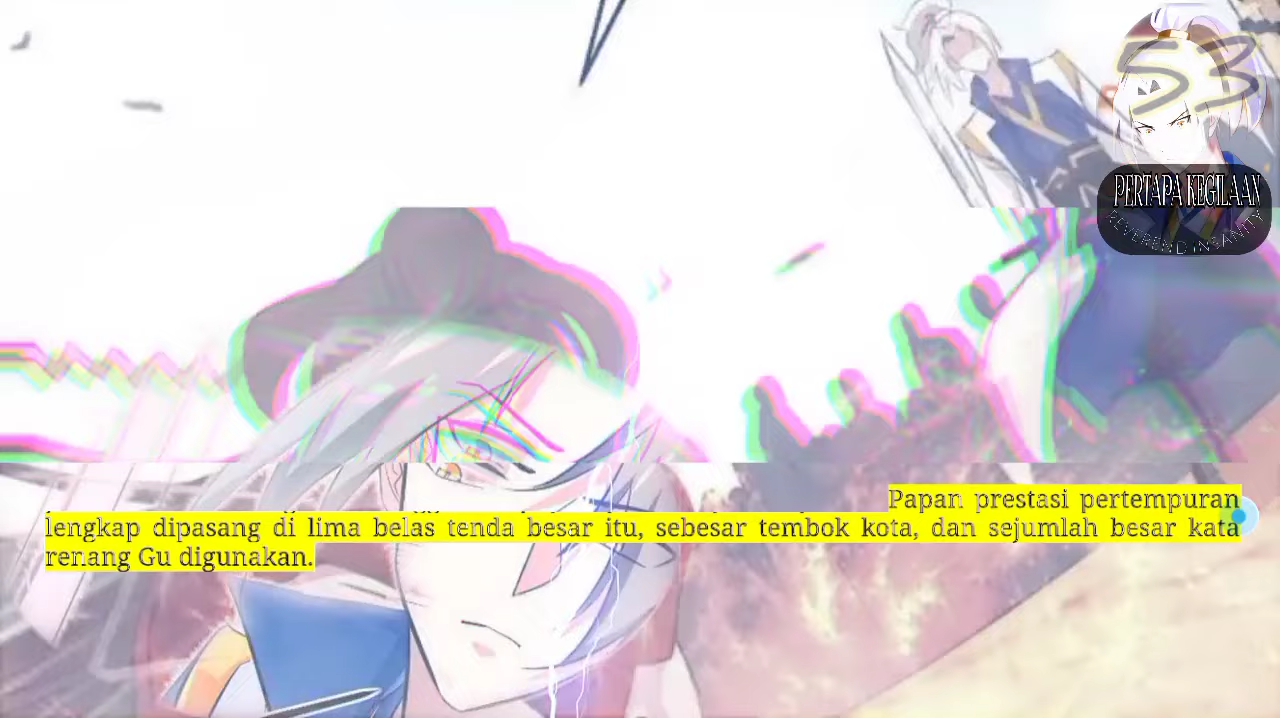 53
PERTAPA KEGILAAN
REVEREND INSANITY
Papan prestasi pertempuran
lengkap dipasang di lima belas tenda besar itu, sebesar tembok kota, dan sejumlah besar kata
renang Gu digunakan.